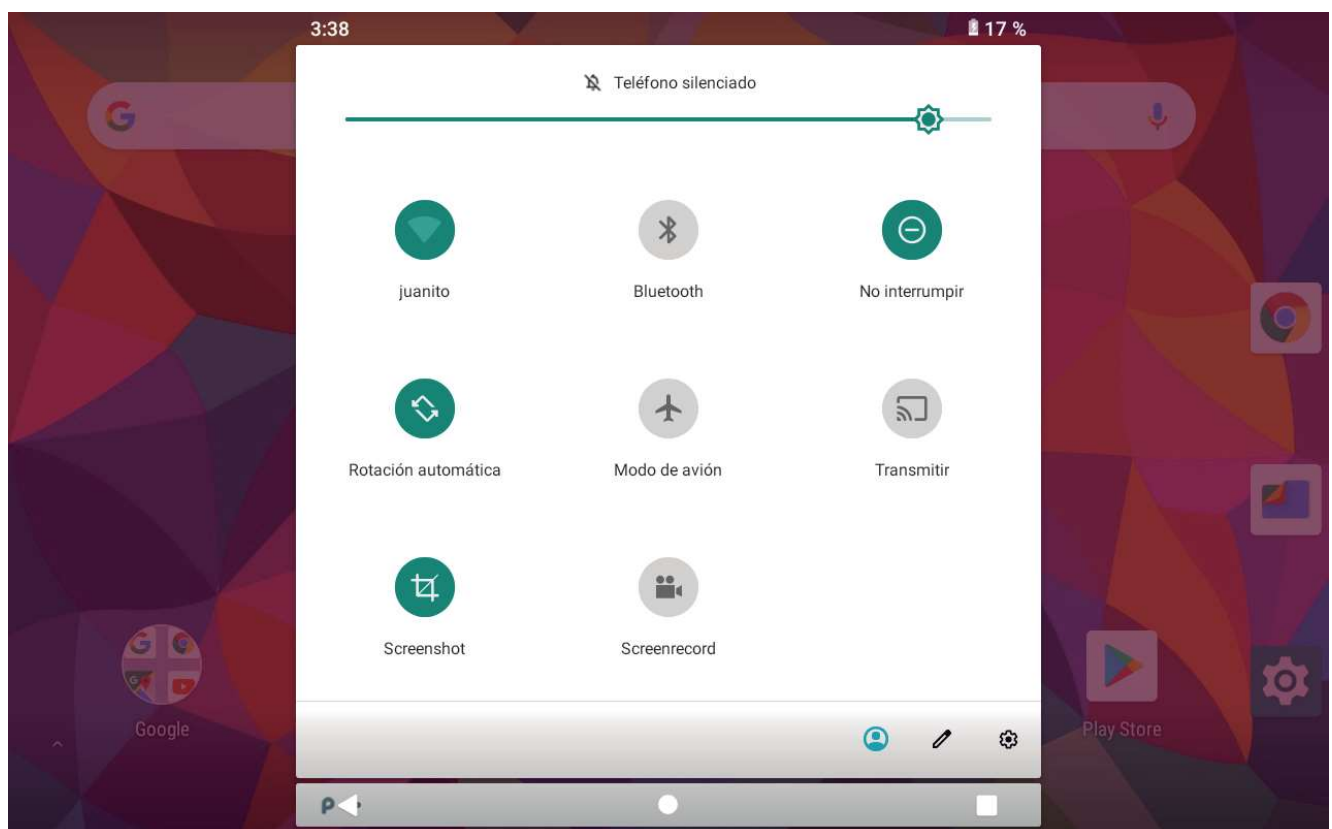 3:38
17 %
Teléfono silenciado
juanito
Bluetooth
No interrumpir
Rotación automática
Modo de avión
Transmitir
Screenshot
Screenrecord
Google
Play Store